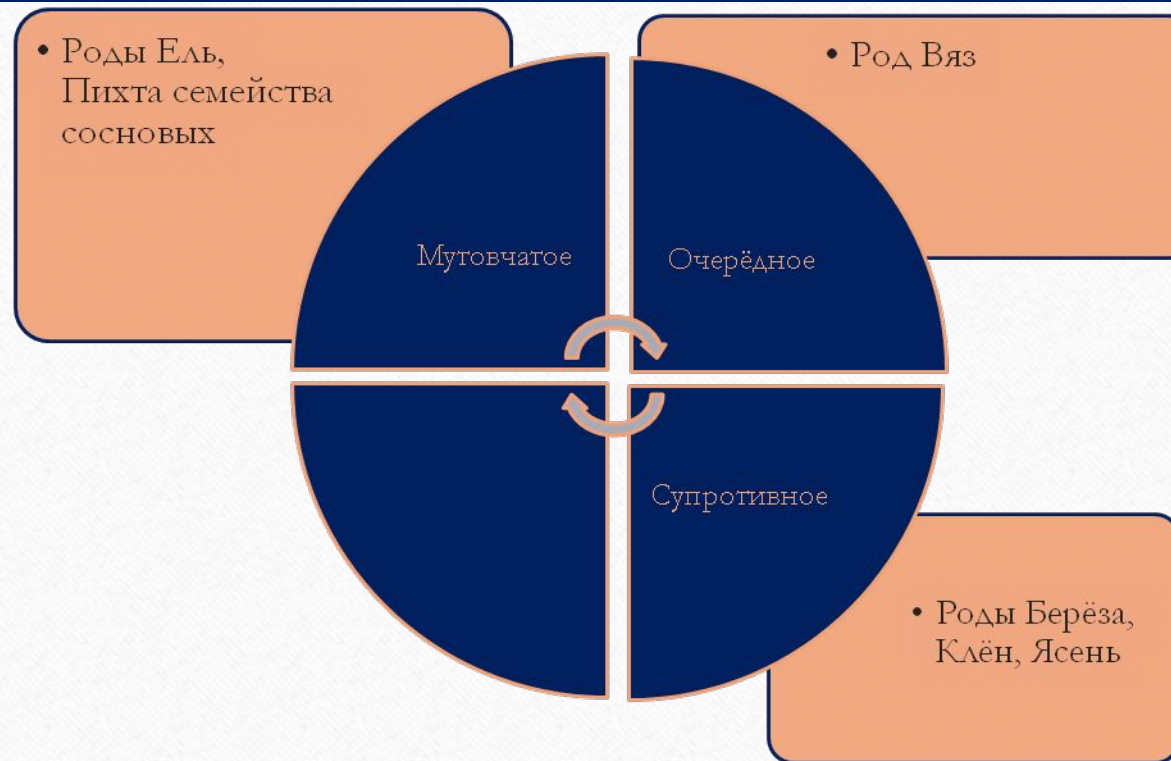 • Роды Ель,
Пихта семейства
сосновых
• Род Вяз
Мутовчатое
Очерёдное
Супротивное
• Роды Берёза,
Клён, Ясень